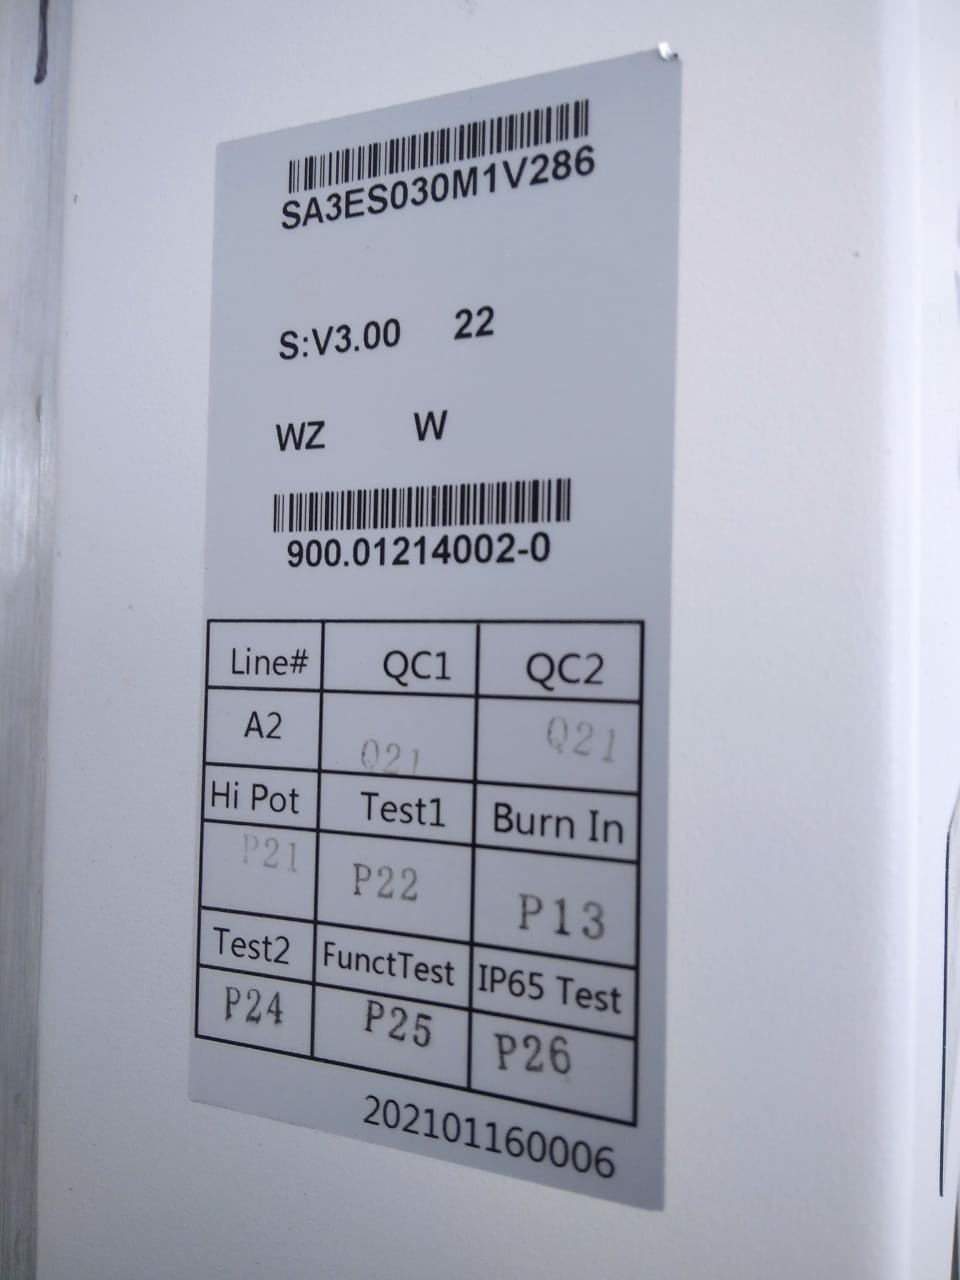 SA3ES030M1V286
S:V3.00 22
WZ W
900.01214002-0
Line# QC1 QC2
A2 Q21 Q21
Hi Pot Test1 Burn In
P21 P22 P13
Test2 FunctTest IP65 Test
P24 P25 P26
202101160006